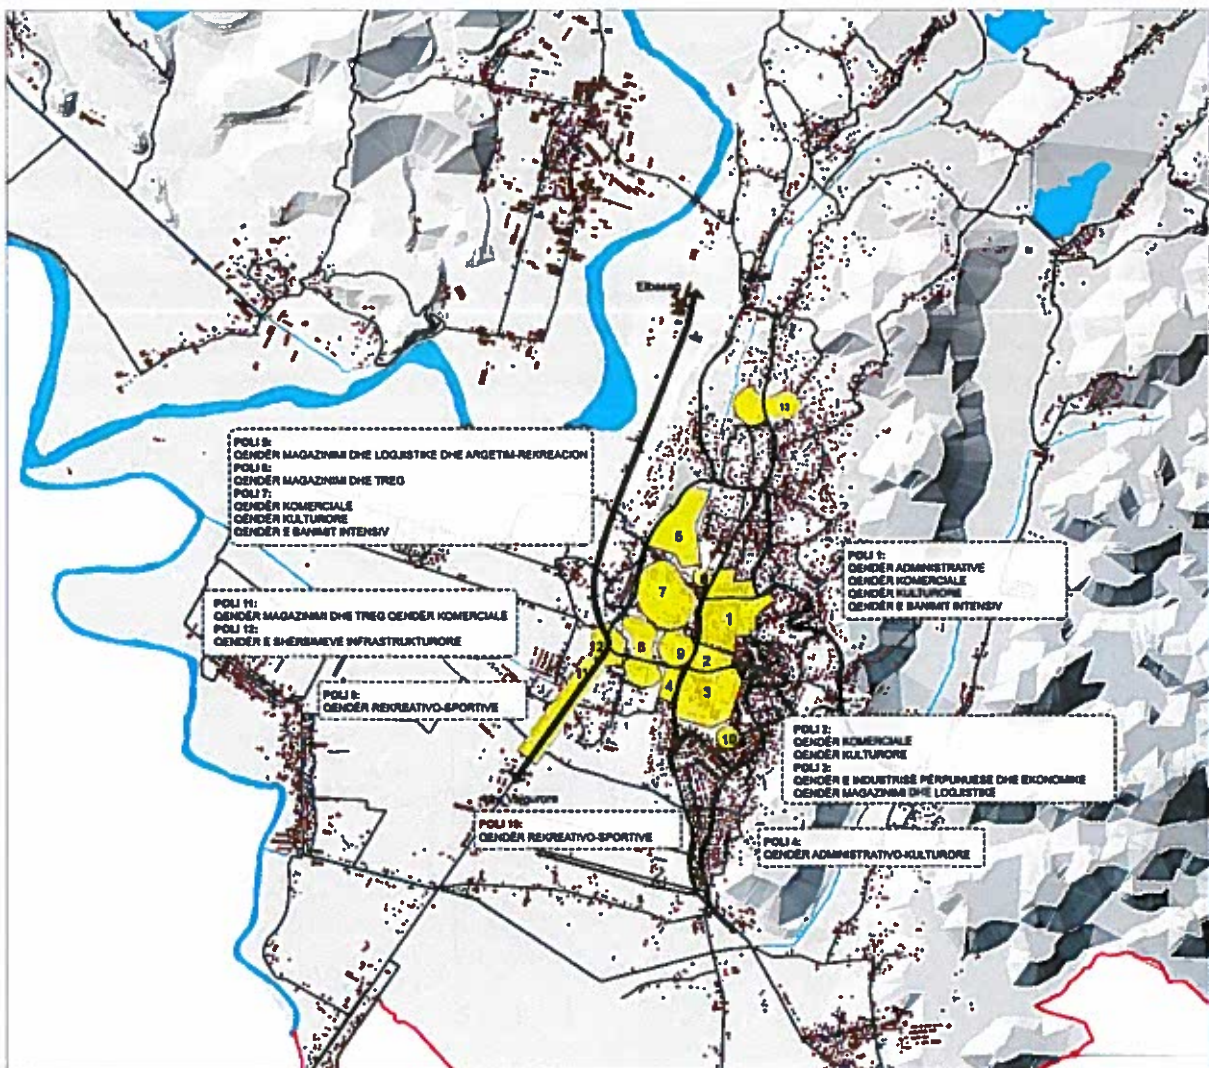 Elbasan
13
POLI 5:
QENDËR MAGAZINIMI DHE LOGJISTIKE DHE ARGETIM-REKREACION
POLI 6:
QENDËR MAGAZINIMI DHE TREG
POLI 7:
QENDËR KOMERCIALE
QENDËR KULTURORE
QENDËR E BANIMIT INTENSIV
5
6
7
1
POLI 1:
QENDËR ADMINISTRATIVE
QENDËR KOMERCIALE
QENDËR KULTURORE
QENDËR E BANIMIT INTENSIV
POLI 11:
QENDËR MAGAZINIMI DHE TREG QENDËR KOMERCIALE
POLI 12:
QENDËR E SHËRBIMEVE INFRASTRUKTURORE
12
8
9
2
11
4
3
10
POLI 8:
QENDËR REKREATIVO-SPORTIVE
POLI 2:
QENDËR KOMERCIALE
QENDËR KULTURORE
POLI 3:
QENDËR E INDUSTRISË PËRPUNUESE DHE EKONOMIKE
QENDËR MAGAZINIMI DHE LOGJISTIKE
POLI 10:
QENDËR REKREATIVO-SPORTIVE
POLI 4:
QENDËR ADMINISTRATIVO-KULTURORE